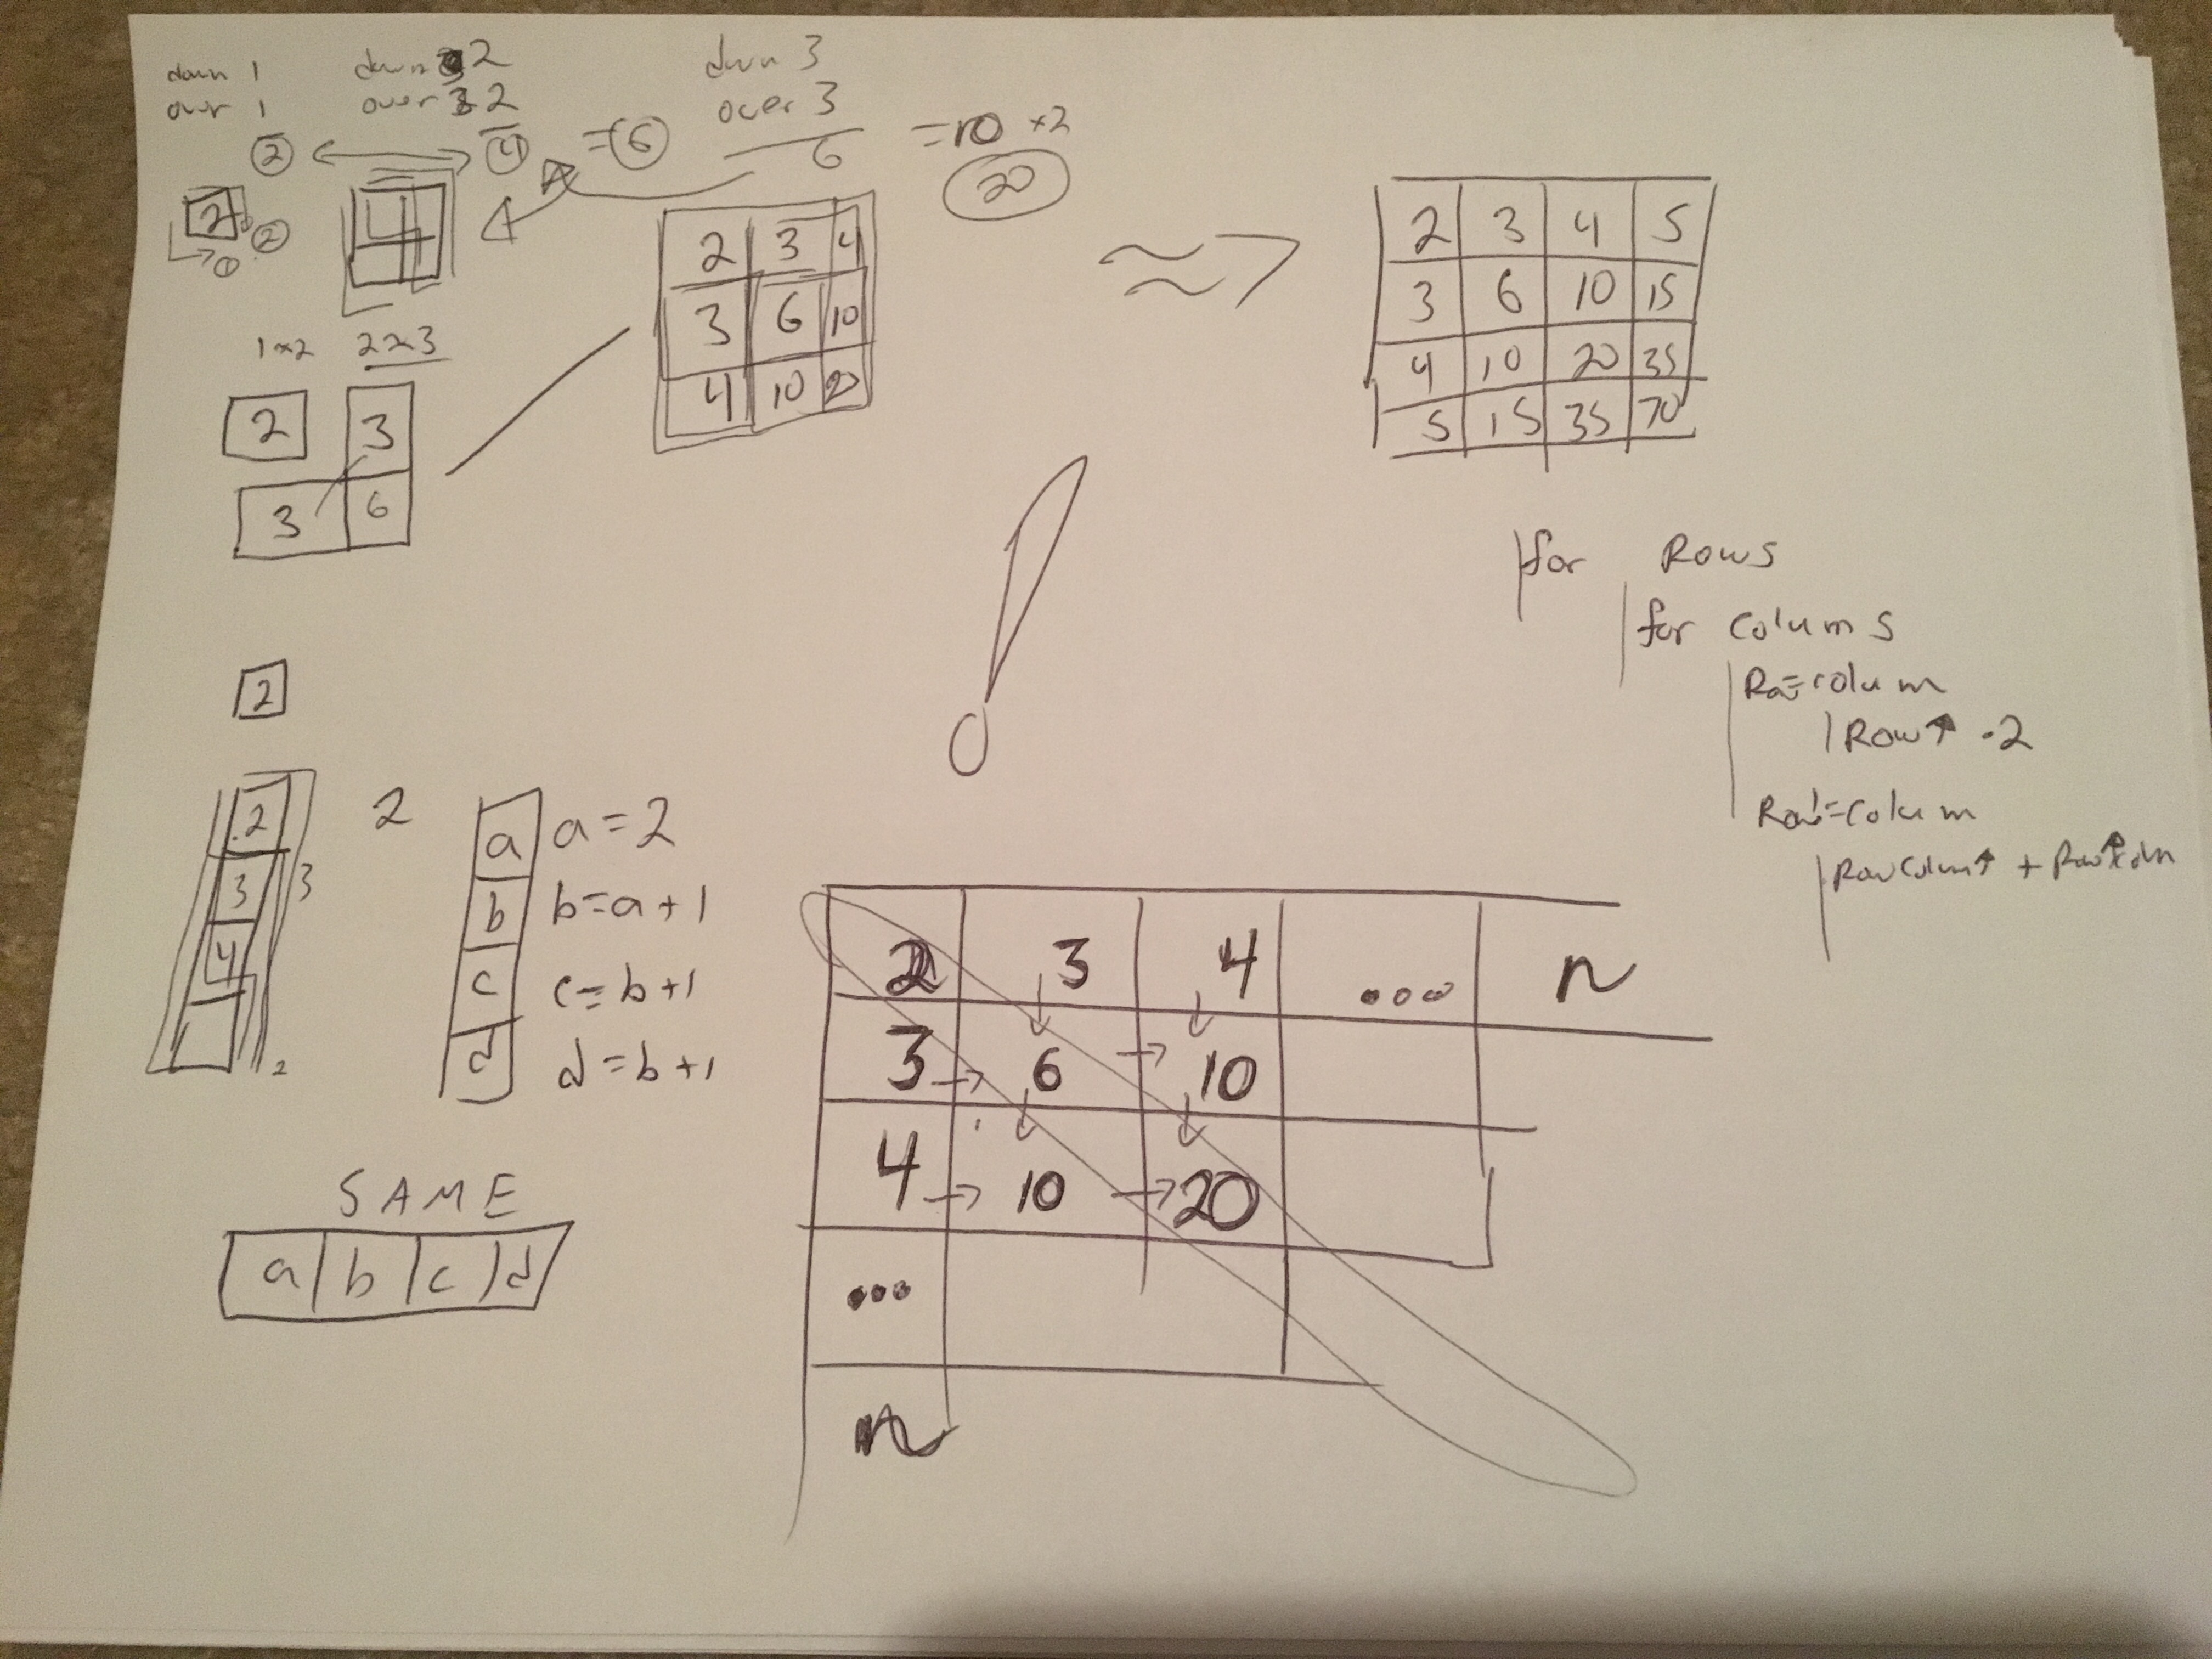 down 1
over 1
②
2
②
①
down 2
over 2
④
= ⑥
4
down 3
over 3
6
= 10 ×2
20
2 3 4
3 6 10
4 10 20
2 3 4 5
3 6 10 15
4 10 20 35
5 15 35 70
1×2 2×3
2 3
3 6
for Rows
for colums
= colum
Row↑ ·2
!= colum
Row colum↑ + Row↑
2
2
3
4
3
2
2
a a = 2
b b = a + 1
c c = b + 1
d d = b + 1
SAME
a b c d
2 3 4 ... n
3 → 6 → 10
4 → 10 → 20
...
n